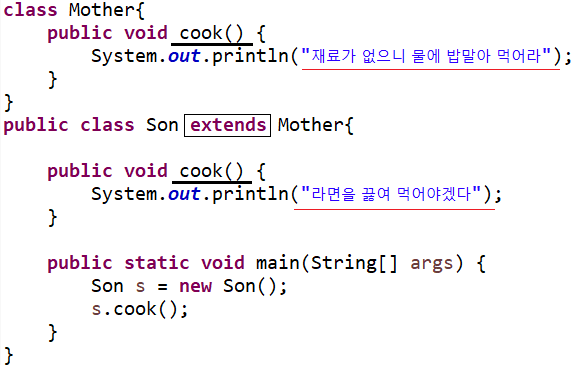 class Mother{
public void cook() {
System.out.println("재료가 없으니 물에 밥말아 먹어라");
}
}
public class Son extends Mother{
public void cook() {
System.out.println("라면을 끓여 먹어야겠다");
}
public static void main(String[] args) {
Son s = new Son();
s.cook();
}
}